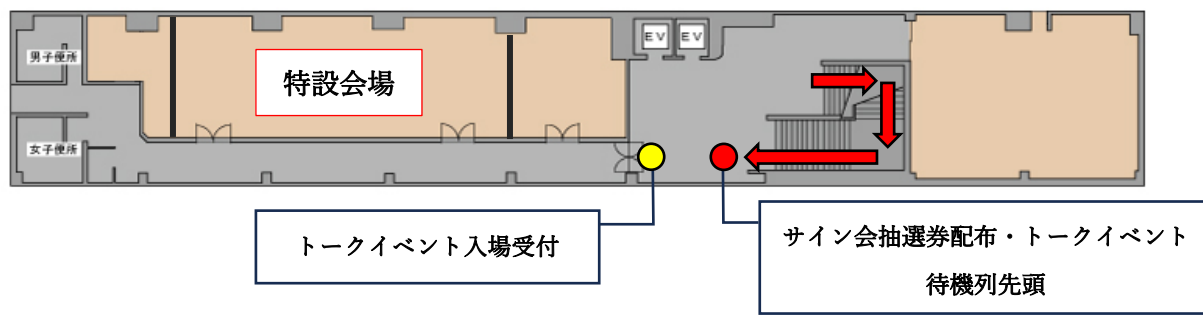 男子便所
特設会場
EV
EV
女子便所
トークイベント入場受付
サイン会抽選券配布・トークイベント
待機列先頭